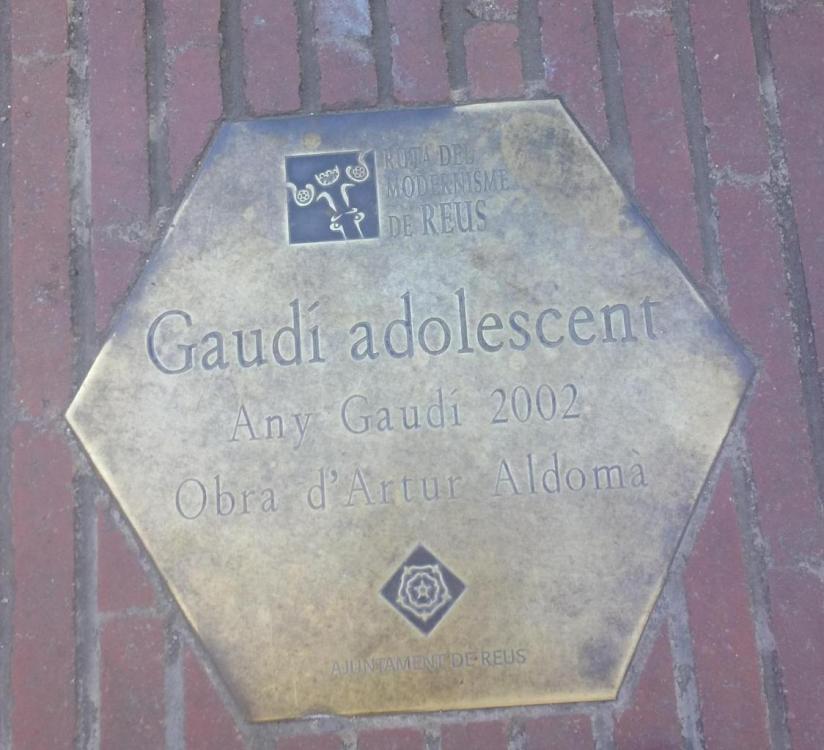 RUTA DEL
MODERNISME
DE REUS
Gaudí adolescent
Any Gaudí 2002
Obra d'Artur Aldomà
AJUNTAMENT DE REUS